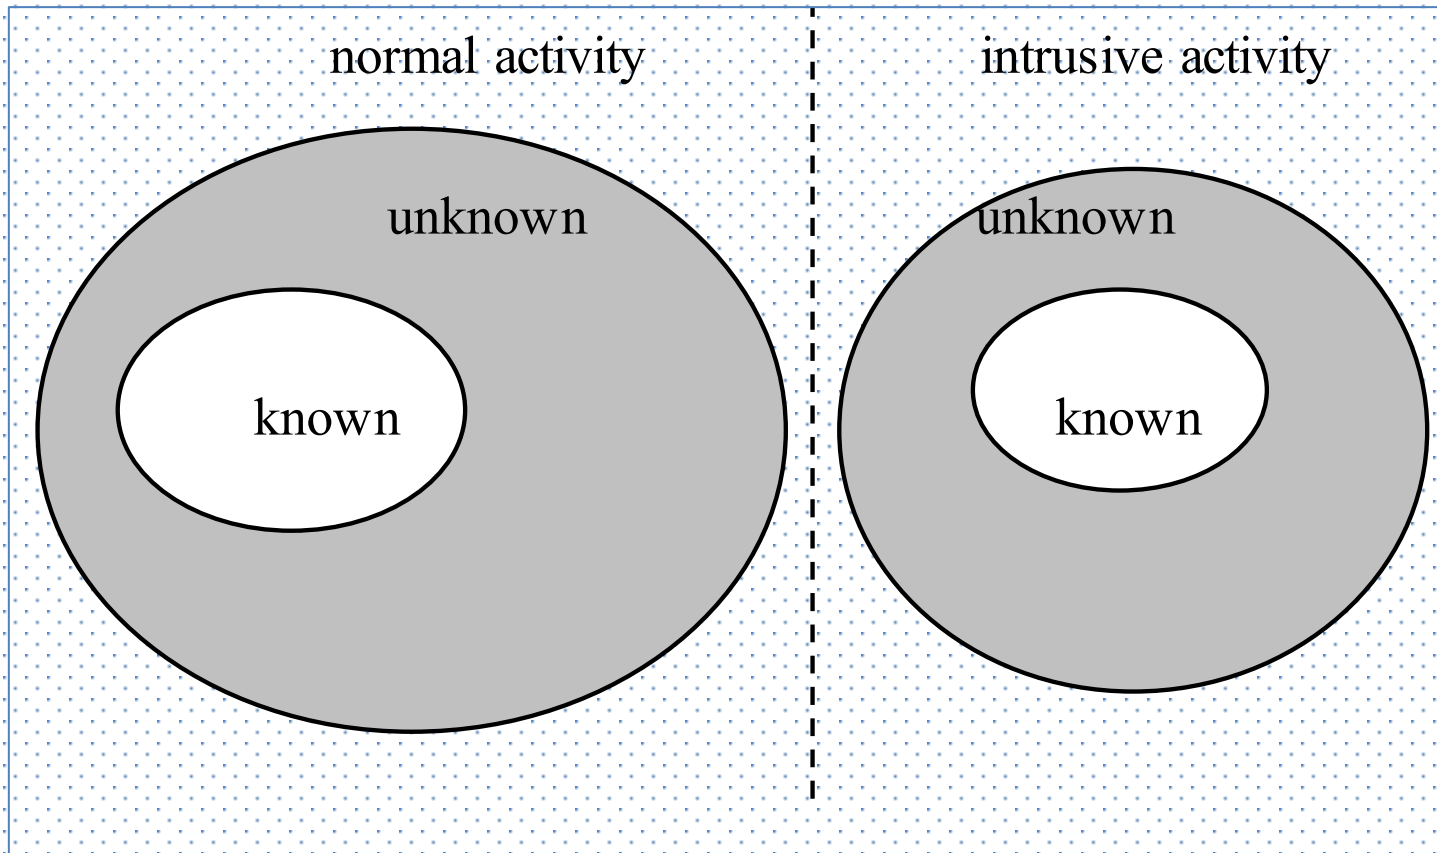 normal activity
intrusive activity
unknown
unknown
known
known